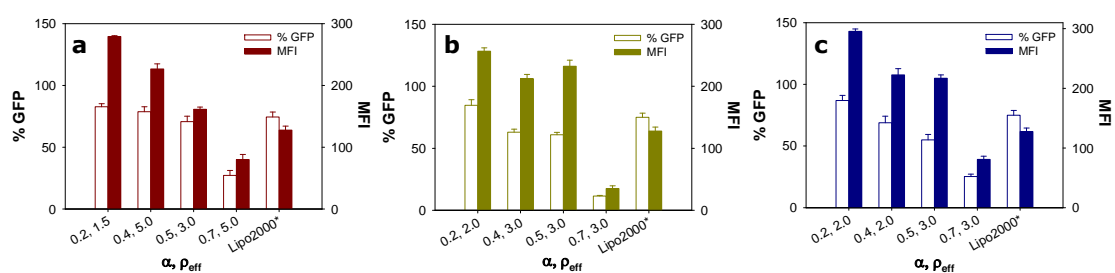 a
% GFP
MFI
150
100
50
0
% GFP
300
200
100
0
MFI
0.2, 1.5
0.4, 5.0
0.5, 3.0
0.7, 5.0
Lipo2000*
α, ρeff
b
% GFP
MFI
150
100
50
0
% GFP
300
200
100
0
MFI
0.2, 2.0
0.4, 3.0
0.5, 3.0
0.7, 3.0
Lipo2000*
α, ρeff
c
% GFP
MFI
150
100
50
0
% GFP
300
200
100
0
MFI
0.2, 2.0
0.4, 2.0
0.5, 3.0
0.7, 3.0
Lipo2000*
α, ρeff